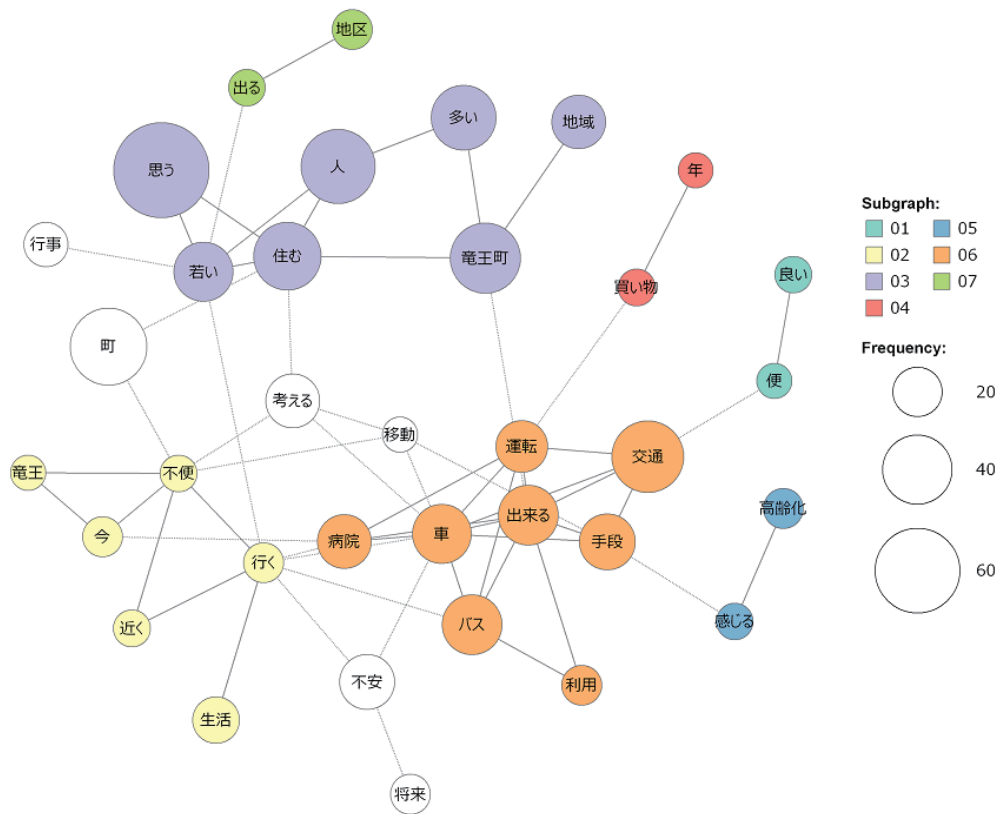 地区
出る
多い
地域
思う
人
年
行事
若い
住む
竜王町
良い
買い物
町
便
考える
移動
運転
交通
竜王
不便
高齢化
今
病院
車
出来る
手段
行く
近く
バス
感じる
不安
利用
生活
将来
Subgraph:
01 05
02 06
03 07
04
Frequency:
20
40
60